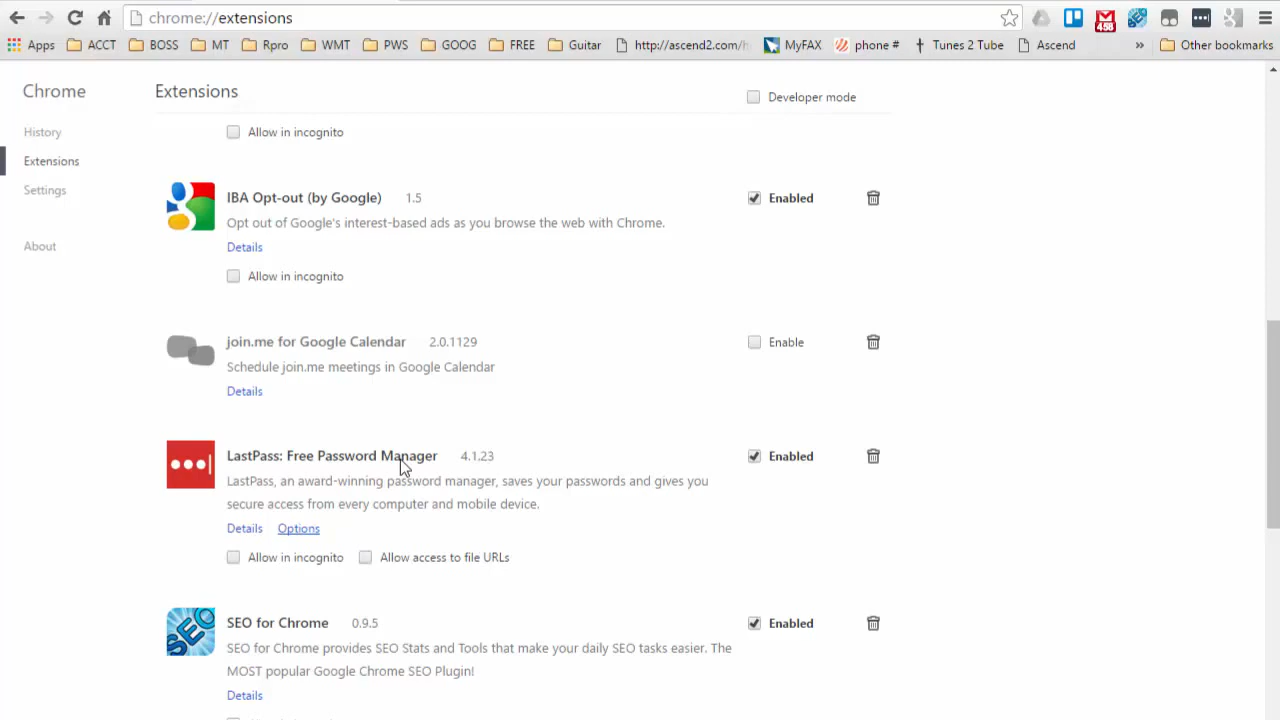 chrome://extensions
458
Apps ACCT BOSS MT Rpro WMT PWS GOOG FREE Guitar http://ascend2.com/h MyFAX phone # Tunes 2 Tube Ascend » Other bookmarks
Chrome
Extensions
Developer mode
History
Allow in incognito
Extensions
Settings
IBA Opt-out (by Google) 1.5
Enabled
Opt out of Google's interest-based ads as you browse the web with Chrome.
About
Details
Allow in incognito
join.me for Google Calendar 2.0.1129
Enable
Schedule join.me meetings in Google Calendar
Details
LastPass: Free Password Manager 4.1.23
Enabled
LastPass, an award-winning password manager, saves your passwords and gives you
secure access from every computer and mobile device.
Details Options
Allow in incognito Allow access to file URLs
SEO
SEO for Chrome 0.9.5
Enabled
SEO for Chrome provides SEO Stats and Tools that make your daily SEO tasks easier. The
MOST popular Google Chrome SEO Plugin!
Details